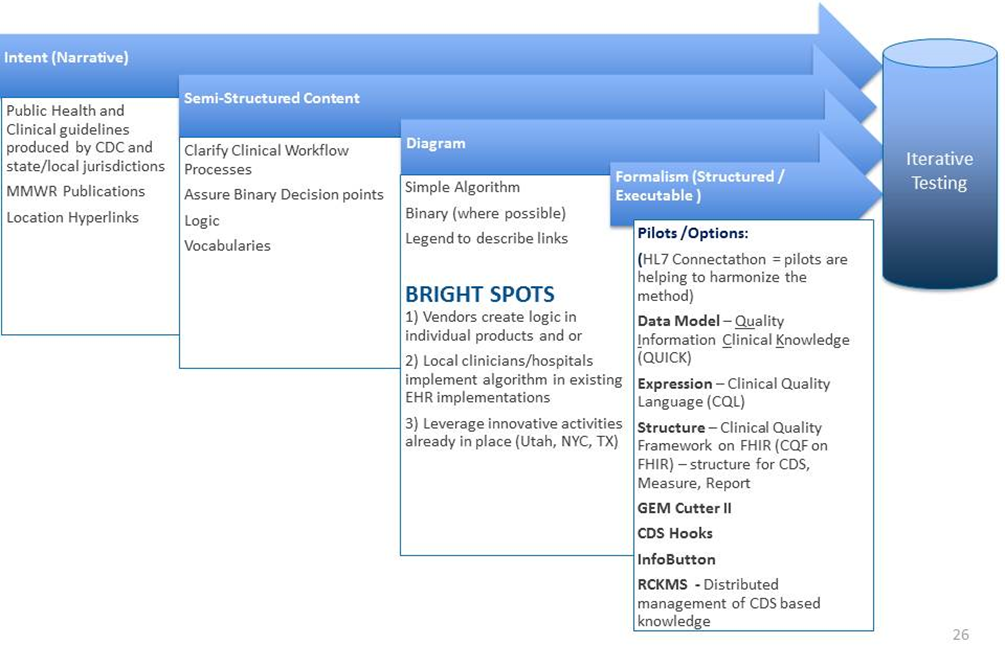 Intent (Narrative)
Public Health and
Clinical guidelines
produced by CDC and
state/local jurisdictions
MMWR Publications
Location Hyperlinks
Semi-Structured Content
Clarify Clinical Workflow
Processes
Assure Binary Decision points
Logic
Vocabularies
Diagram
Simple Algorithm
Binary (where possible)
Legend to describe links
BRIGHT SPOTS
1) Vendors create logic in
individual products and or
2) Local clinicians/hospitals
implement algorithm in existing
EHR implementations
3) Leverage innovative activities
already in place (Utah, NYC, TX)
Formalism (Structured /
Executable )
Pilots /Options:
(HL7 Connectathon = pilots are
helping to harmonize the
method)
Data Model – Quality
Information Clinical Knowledge
(QUICK)
Expression – Clinical Quality
Language (CQL)
Structure – Clinical Quality
Framework on FHIR (CQF on
FHIR) – structure for CDS,
Measure, Report
GEM Cutter II
CDS Hooks
InfoButton
RCKMS - Distributed
management of CDS based
knowledge
Iterative
Testing
26